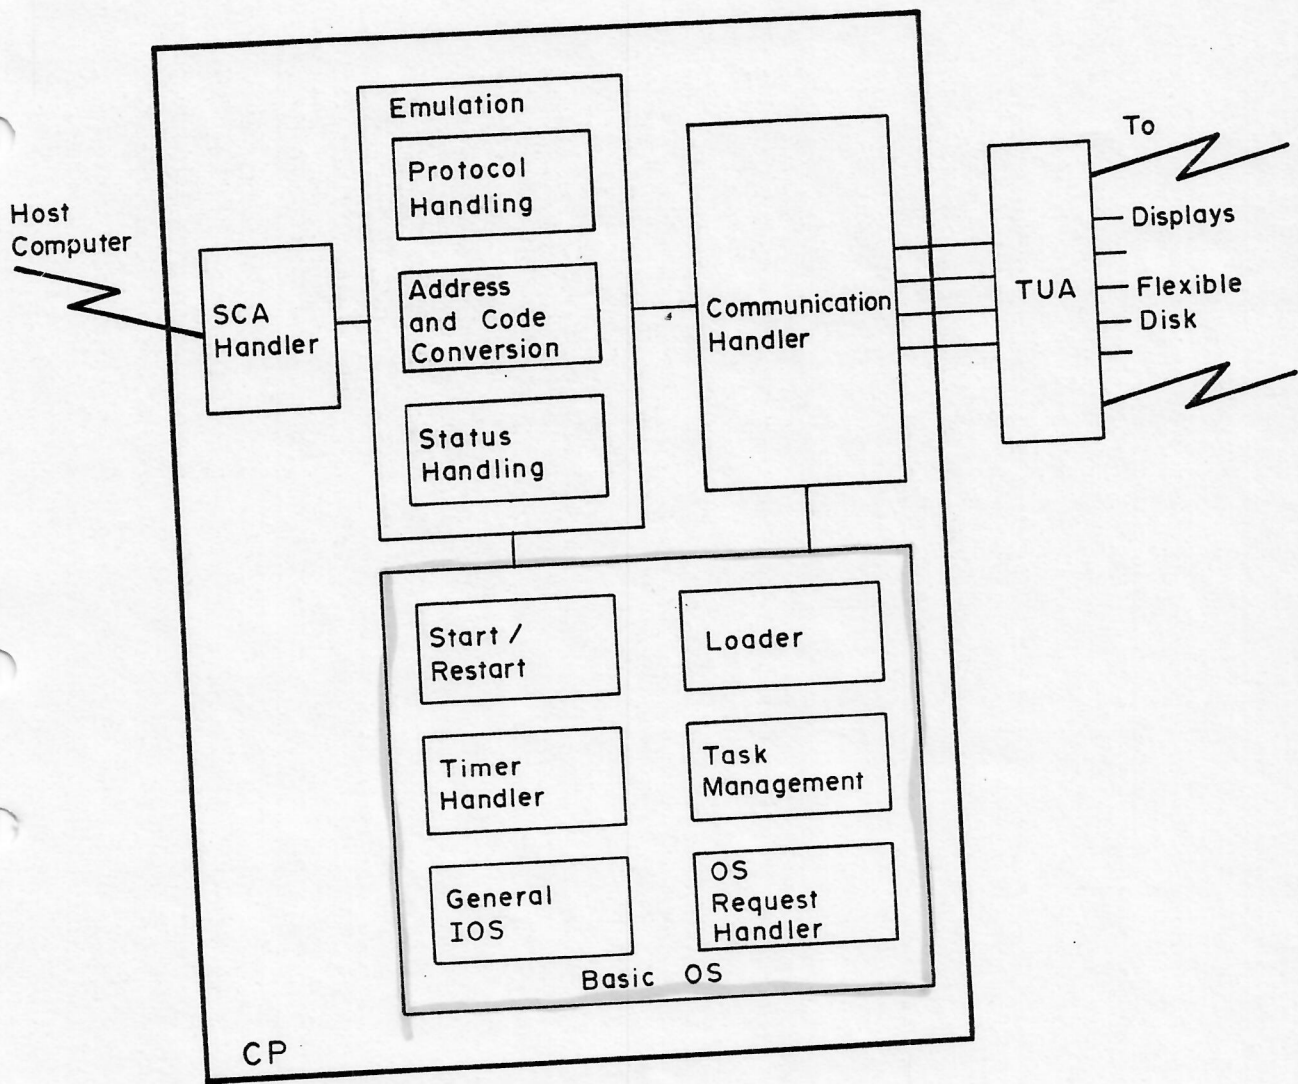 Host
Computer
SCA
Handler
Emulation
Protocol
Handling
Address
and Code
Conversion
Status
Handling
Communication
Handler
TUA
To
Displays
Flexible
Disk
Start /
Restart
Loader
Timer
Handler
Task
Management
General
IOS
OS
Request
Handler
Basic OS
CP